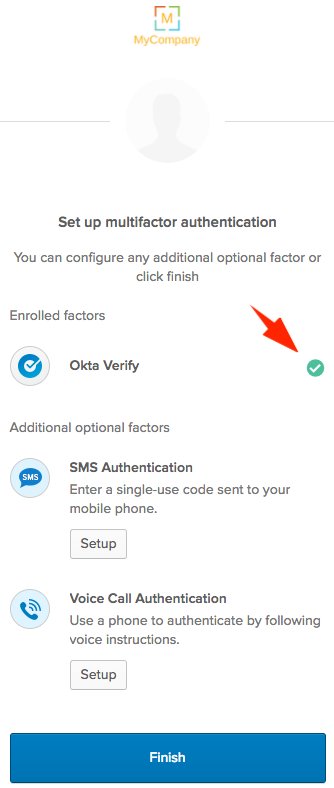 M
MyCompany
Set up multifactor authentication
You can configure any additional optional factor or
click finish
Enrolled factors
Okta Verify
Additional optional factors
SMS
SMS Authentication
Enter a single-use code sent to your
mobile phone.
Setup
Voice Call Authentication
Use a phone to authenticate by following
voice instructions.
Setup
Finish